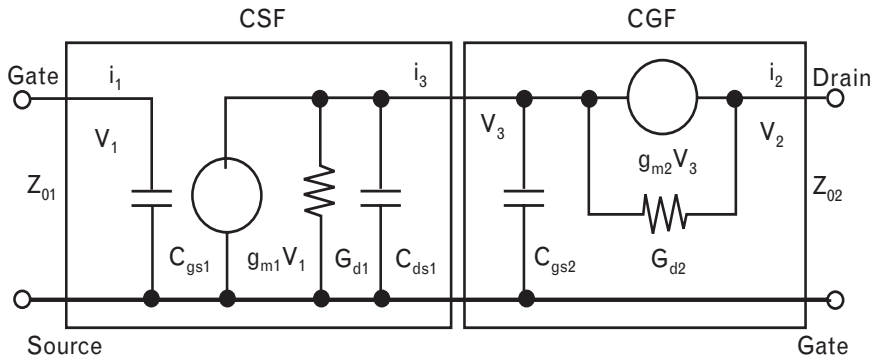 CSF
CGF
Gate
i1
i3
i2
Drain
V1
V3
V2
gm2V3
Z01
Z02
Cgs1
gm1V1
Gd1
Cds1
Cgs2
Gd2
Source
Gate